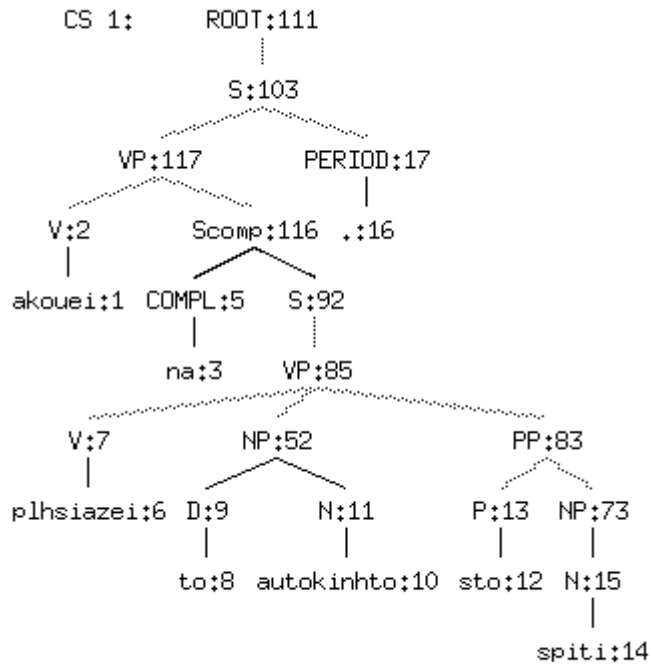 CS 1: ROOT:111
S:103
VP:117 PERIOD:17
V:2 Scomp:116 .:16
akouei:1 COMPL:5 S:92
na:3 VP:85
V:7 NP:52 PP:83
plhsiazei:6 D:9 N:11 P:13 NP:73
to:8 autokinhto:10 sto:12 N:15
spiti:14